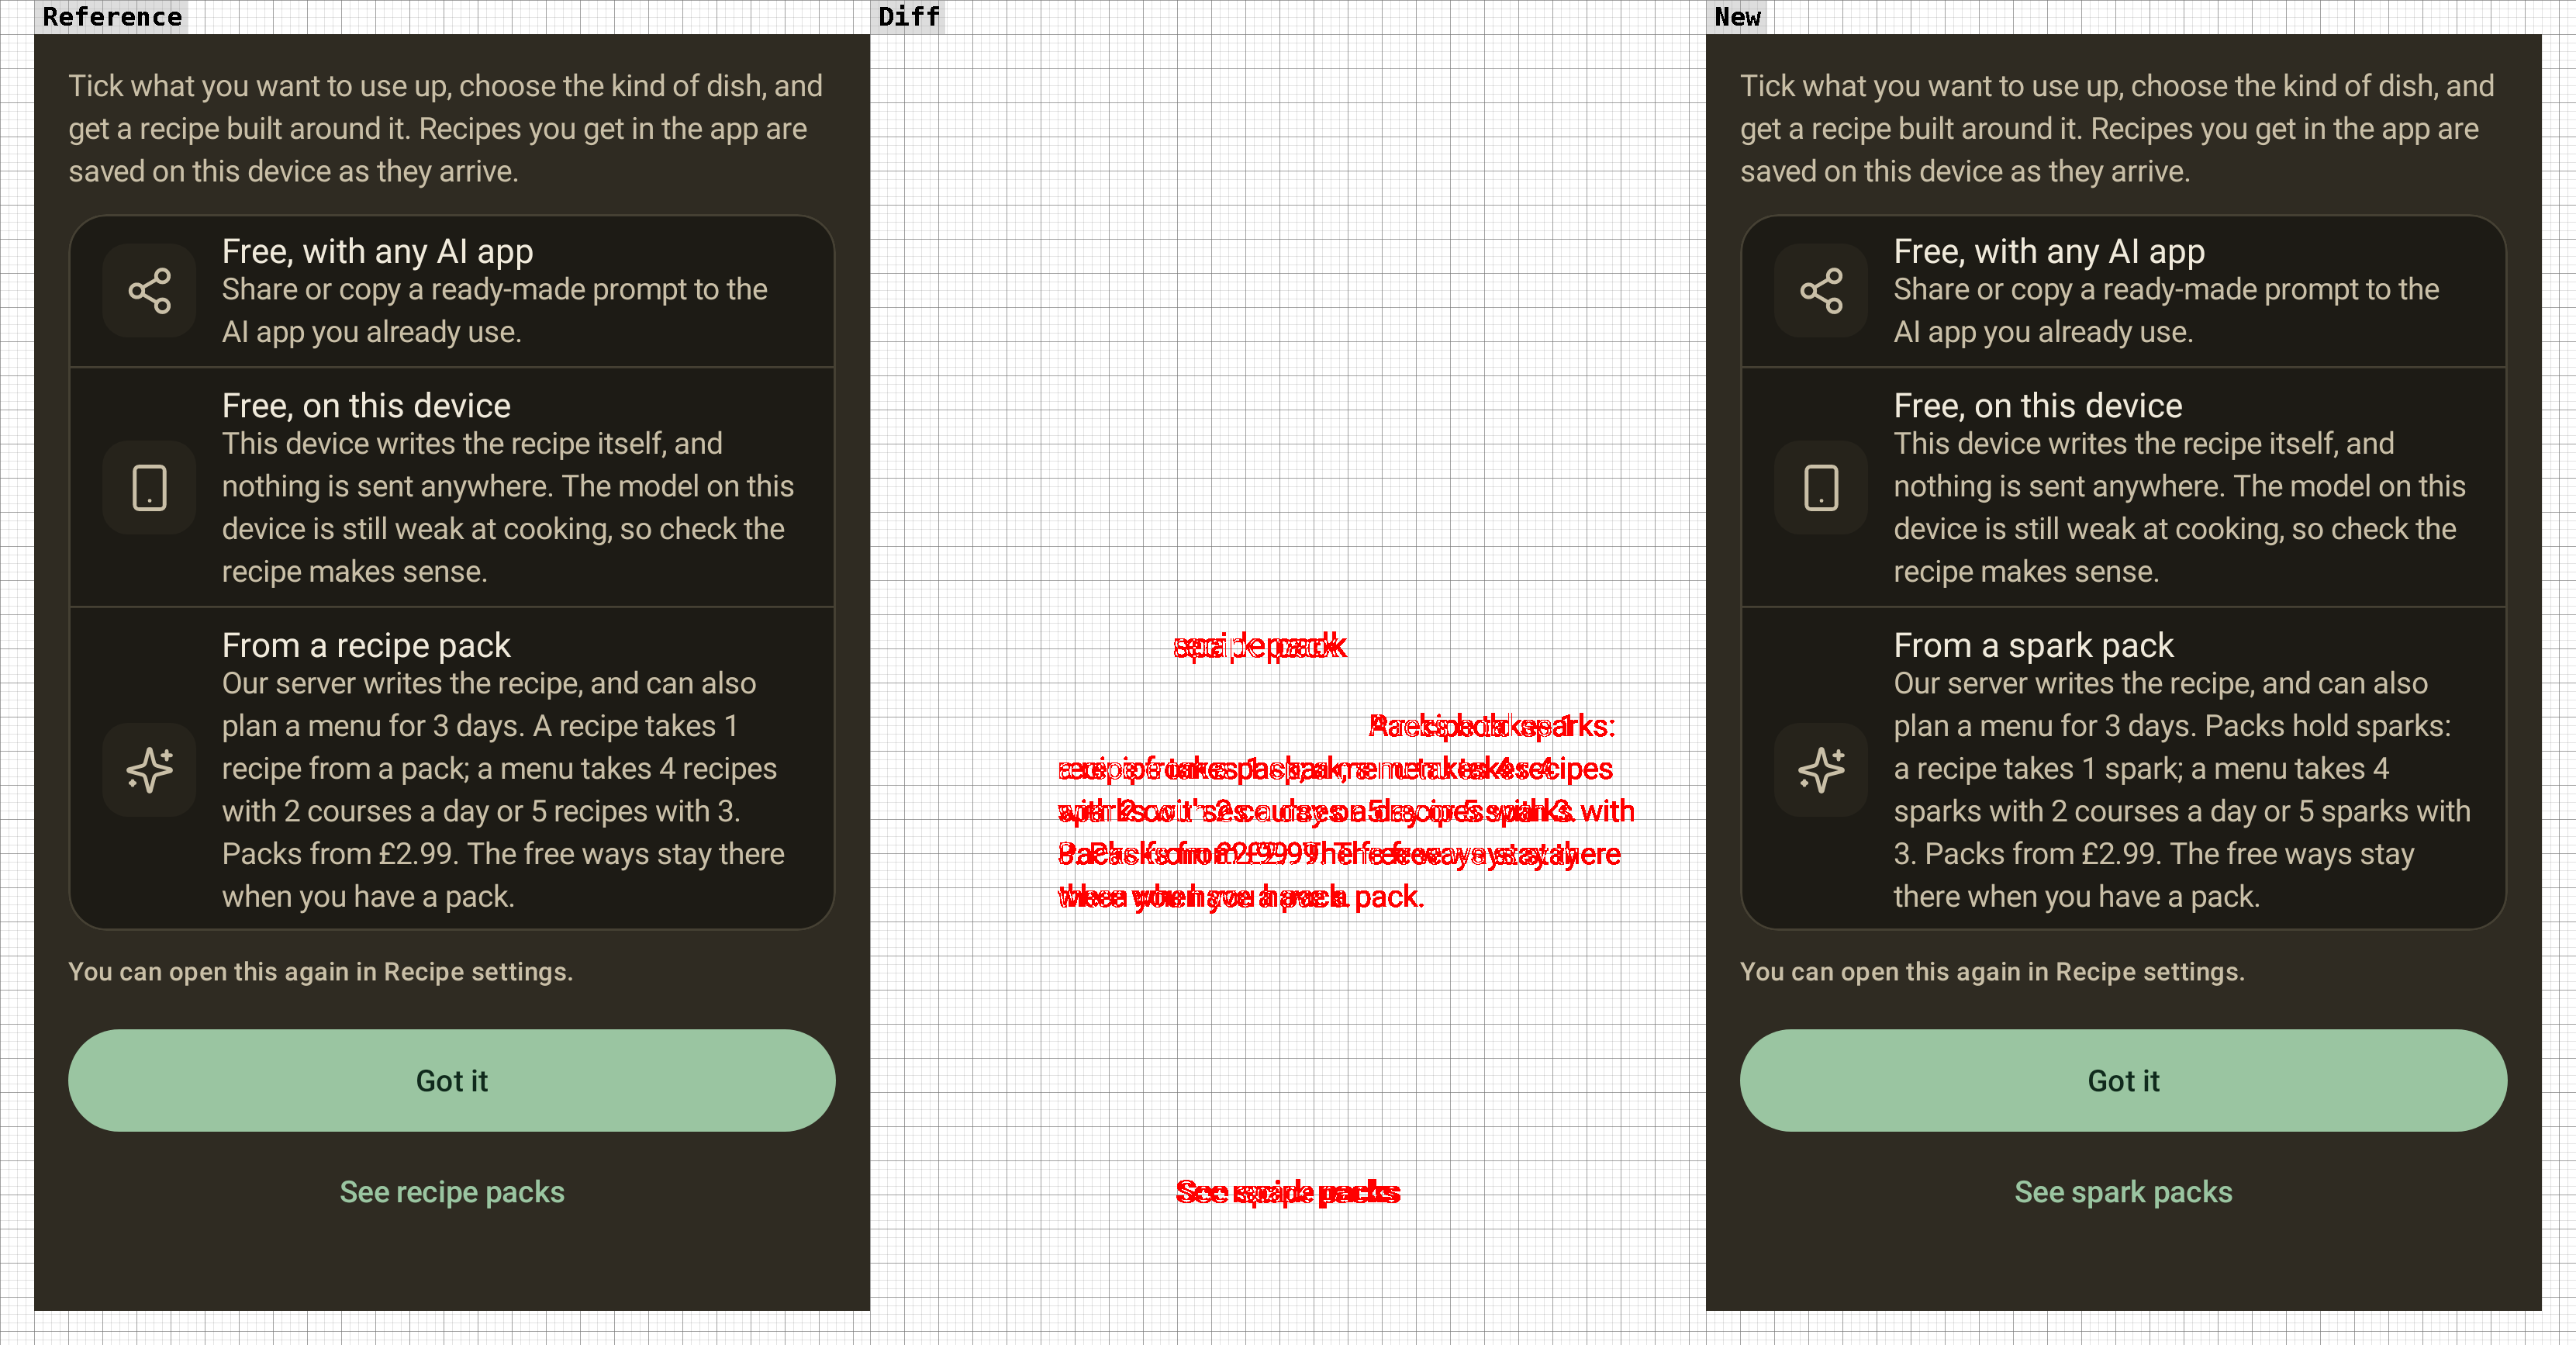 Reference
Tick what you want to use up, choose the kind of dish, and
get a recipe built around it. Recipes you get in the app are
saved on this device as they arrive.
Free, with any AI app
Share or copy a ready-made prompt to the
AI app you already use.
Free, on this device
This device writes the recipe itself, and
nothing is sent anywhere. The model on this
device is still weak at cooking, so check the
recipe makes sense.
From a recipe pack
Our server writes the recipe, and can also
plan a menu for 3 days. A recipe takes 1
recipe from a pack; a menu takes 4 recipes
with 2 courses a day or 5 recipes with 3.
Packs from £2.99. The free ways stay there
when you have a pack.
You can open this again in Recipe settings.
Got it
See recipe packs
Diff
New
Tick what you want to use up, choose the kind of dish, and
get a recipe built around it. Recipes you get in the app are
saved on this device as they arrive.
Free, with any AI app
Share or copy a ready-made prompt to the
AI app you already use.
Free, on this device
This device writes the recipe itself, and
nothing is sent anywhere. The model on this
device is still weak at cooking, so check the
recipe makes sense.
From a spark pack
Our server writes the recipe, and can also
plan a menu for 3 days. Packs hold sparks:
a recipe takes 1 spark; a menu takes 4
sparks with 2 courses a day or 5 sparks with
3. Packs from £2.99. The free ways stay
there when you have a pack.
You can open this again in Recipe settings.
Got it
See spark packs